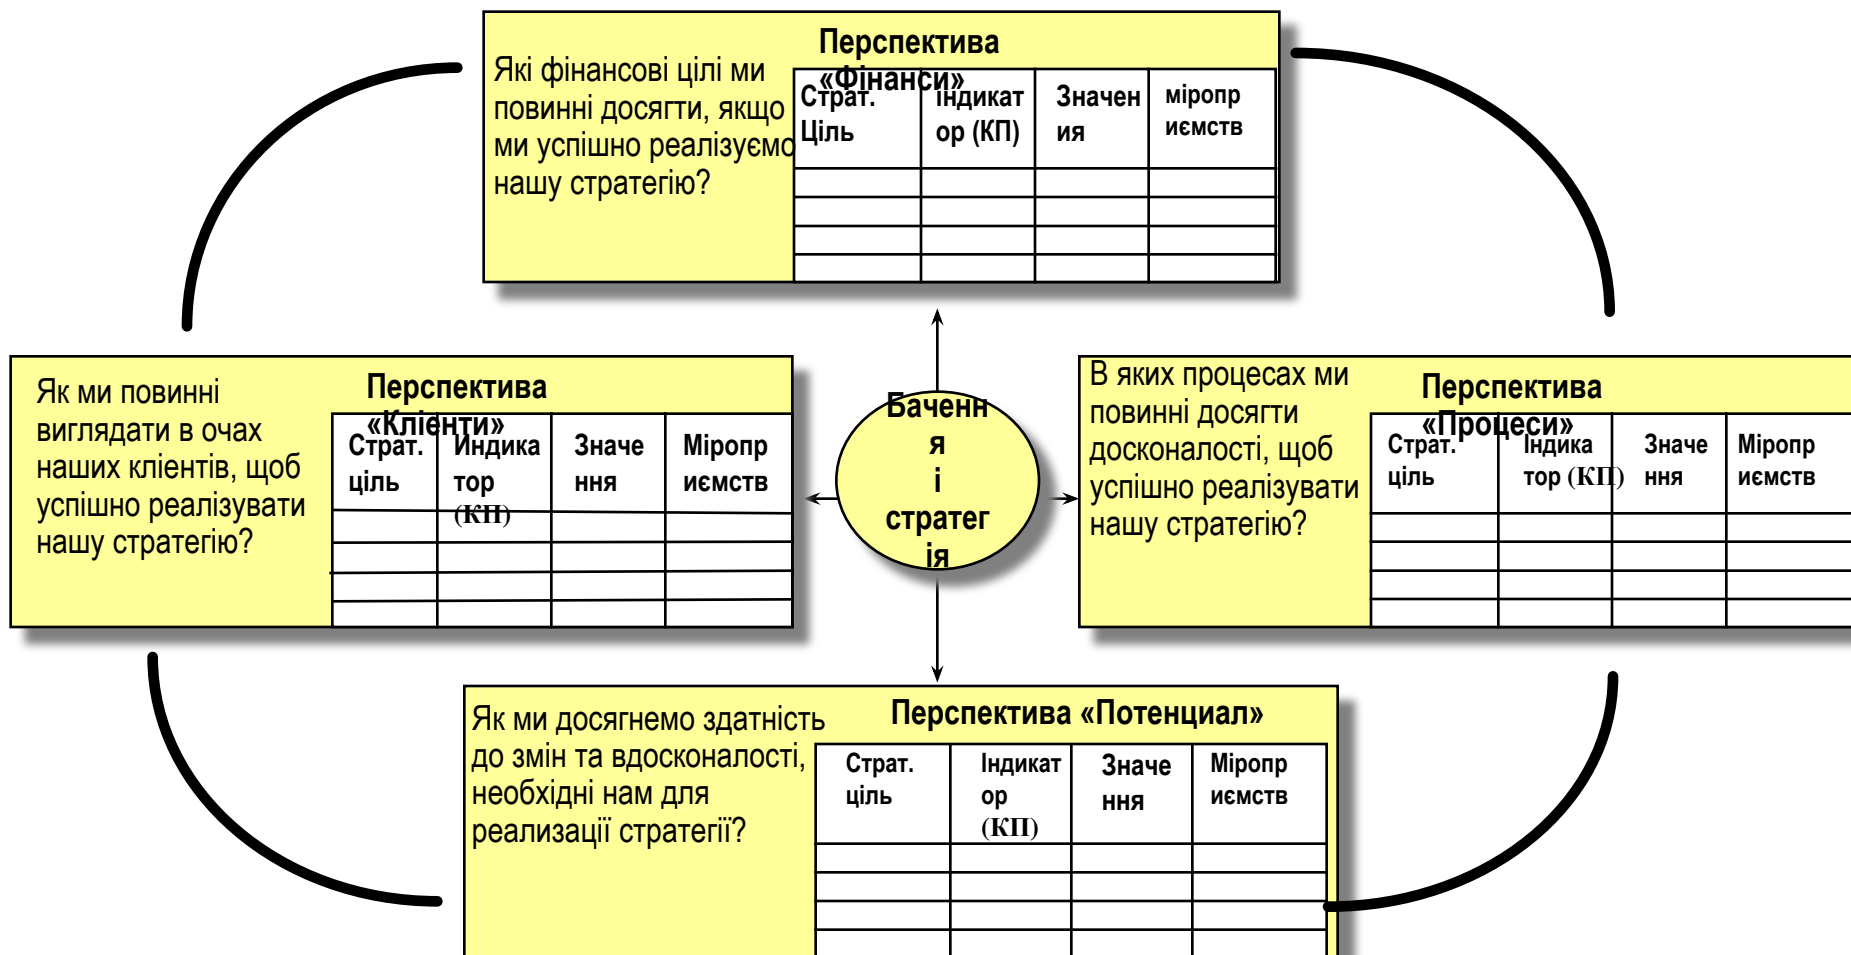 Перспектива
«Фінанси»
Які фінансові цілі ми
повинні досягти, якщо
ми успішно реалізуємо
нашу стратегію?
Страт.
Ціль
індикат
ор (КП)
Значен
ия
міропр
иємств
Як ми повинні
виглядати в очах
наших кліентів, щоб
успішно реалізувати
нашу стратегію?
Перспектива
«Кліенти»
Страт.
ціль
Индика
тор
(КП)
Значе
ння
Міропр
иємств
Баченн
я
і
стратег
ія
В яких процесах ми
повинні досягти
досконалості, щоб
успішно реалізувати
нашу стратегію?
Перспектива
«Процеси»
Страт.
ціль
Індика
тор (КП)
Значе
ння
Міропр
иємств
Як ми досягнемо здатність
до змін та вдосконалості,
необхідні нам для
реализації стратегії?
Перспектива «Потенциал»
Страт.
ціль
Індикат
ор
(КП)
Значе
ння
Міропр
иємств